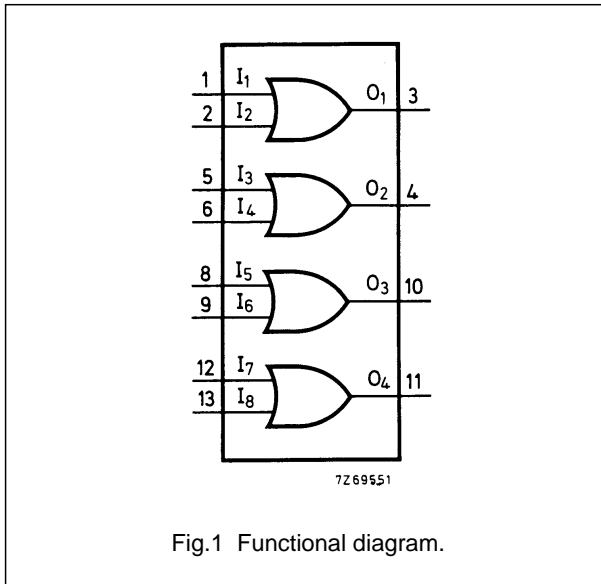 1 I₁ O₁ 3
2 I₂
5 I₃ O₂ 4
6 I₄
8 I₅ O₃ 10
9 I₆
12 I₇ O₄ 11
13 I₈
7Z69551
Fig.1 Functional diagram.